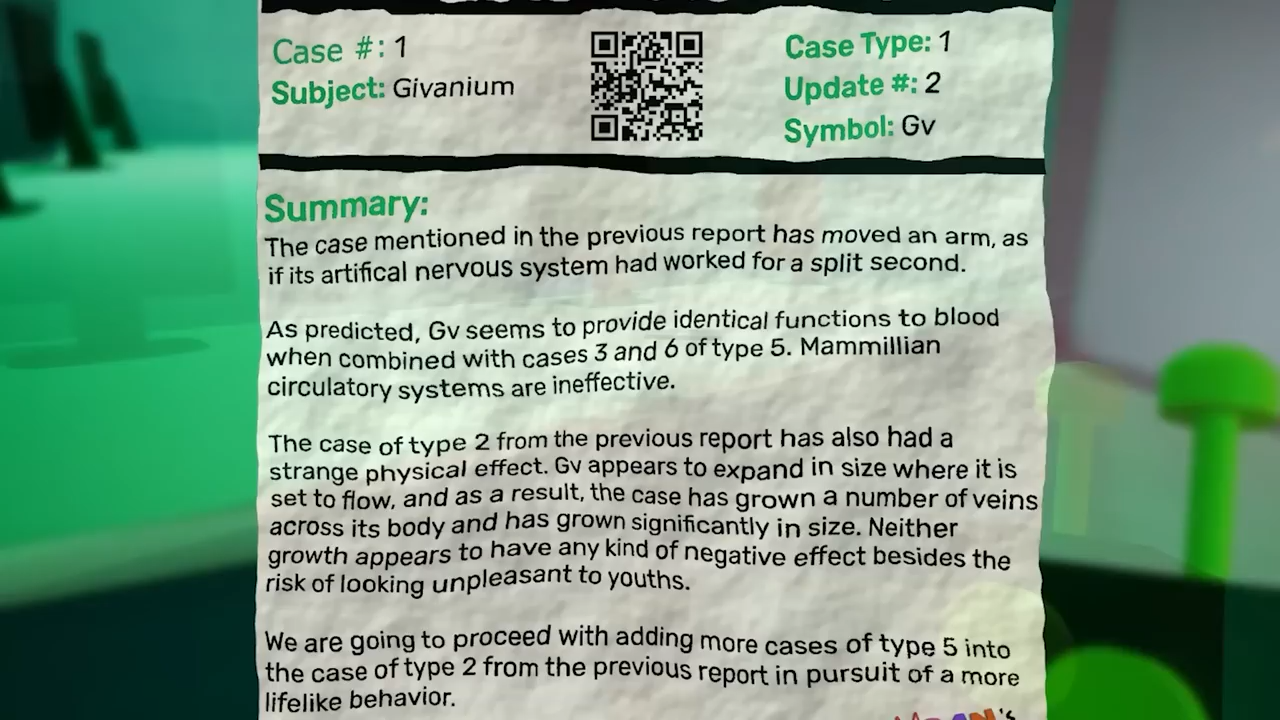 Case #: 1
Subject: Givanium
Case Type: 1
Update #: 2
Symbol: Gv
Summary:
The case mentioned in the previous report has moved an arm, as
if its artifical nervous system had worked for a split second.
As predicted, Gv seems to provide identical functions to blood
when combined with cases 3 and 6 of type 5. Mammillian
circulatory systems are ineffective.
The case of type 2 from the previous report has also had a
strange physical effect. Gv appears to expand in size where it is
set to flow, and as a result, the case has grown a number of veins
across its body and has grown significantly in size. Neither
growth appears to have any kind of negative effect besides the
risk of looking unpleasant to youths.
We are going to proceed with adding more cases of type 5 into
the case of type 2 from the previous report in pursuit of a more
lifelike behavior.